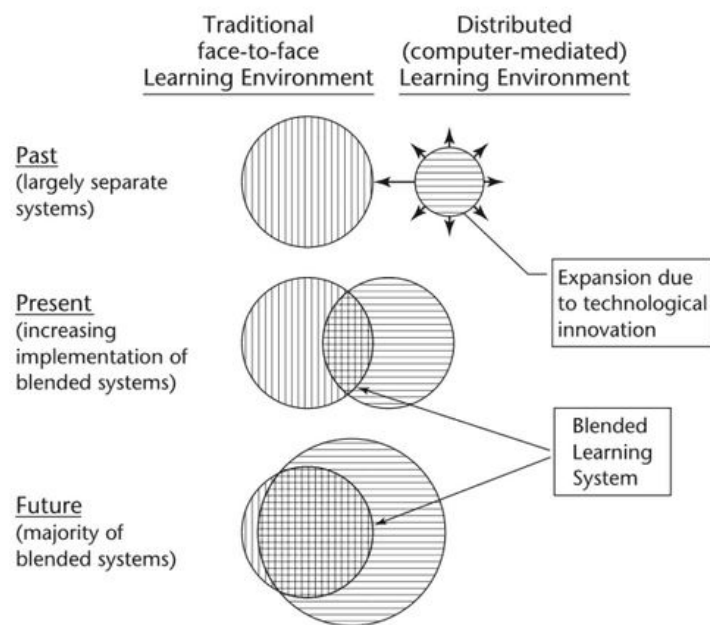 Traditional
face-to-face
Learning Environment
Distributed
(computer-mediated)
Learning Environment
Past
(largely separate
systems)
Expansion due
to technological
innovation
Present
(increasing
implementation of
blended systems)
Blended
Learning
System
Future
(majority of
blended systems)